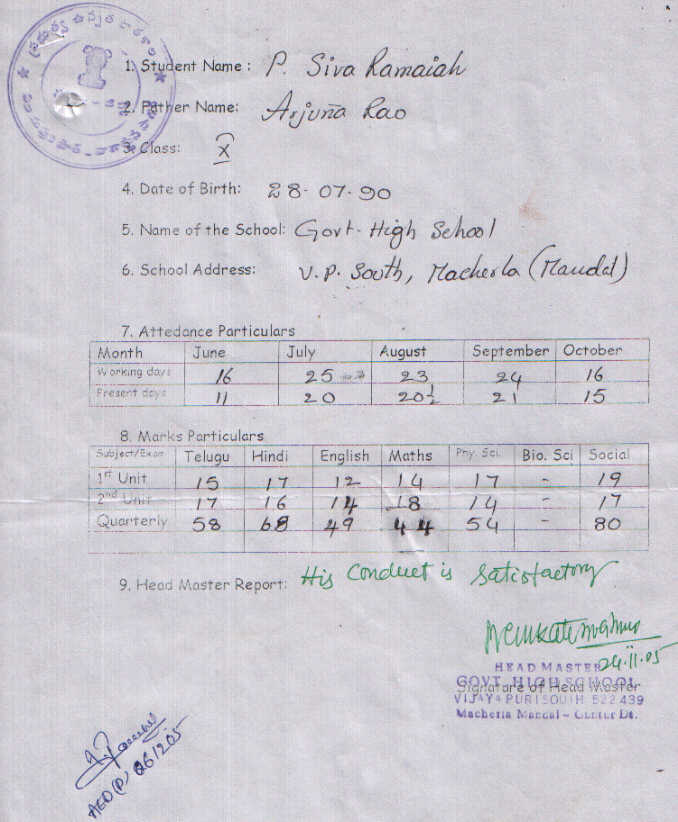 1. Student Name : P. Siva Ramaiah
2. Father Name: Arjuna Rao
3. Class: X
4. Date of Birth: 28-07-90
5. Name of the School: Govt. High School
6. School Address: V.P. South, Macherla (Mandal)
7. Attedance Particulars
Month June July August September October
Working days 16 25 23 24 16
Present days 11 20 20½ 21 15
8. Marks Particulars
Subject/Exam Telugu Hindi English Maths Phy. Sci. Bio. Sci Social
1st Unit 15 17 12 14 17 - 19
2nd Unit 17 16 14 18 14 - 17
Quarterly 58 68 49 44 54 - 80
9. Head Master Report: His Conduct is Satisfactory
24.11.05
HEAD MASTER
GOVT. HIGH SCHOOL
Signature of Head Master
VIJAYAPURI SOUTH 522 439
Macherla Mandal - Guntur Dt.
AEO (P)